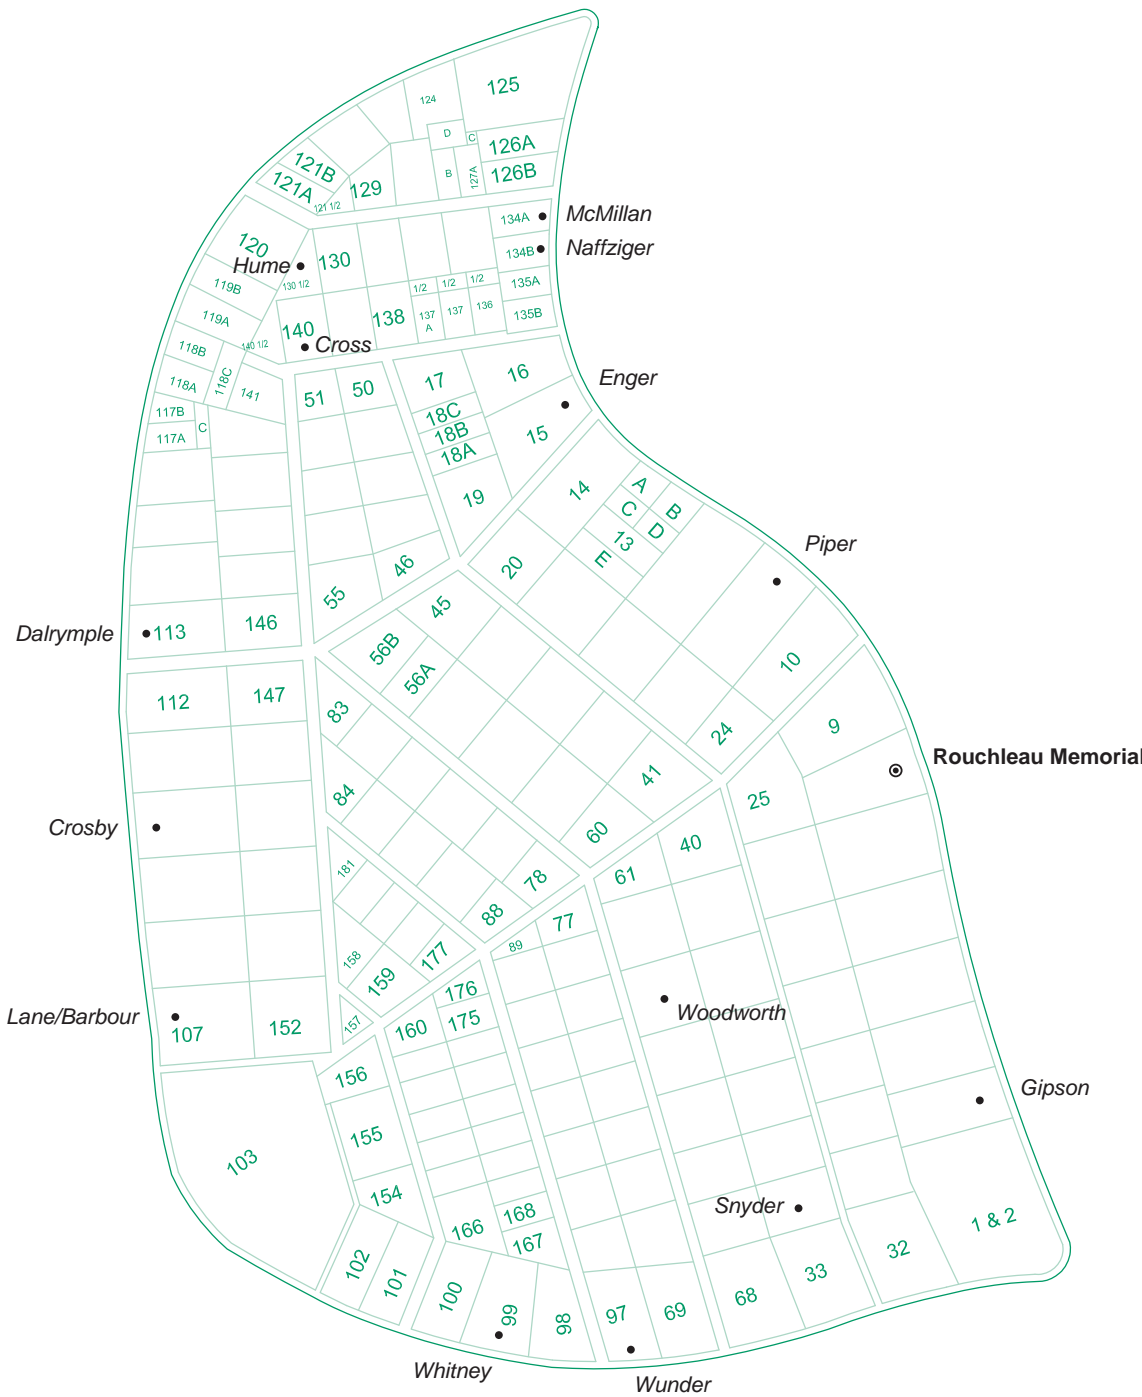 125
124
D
C
126A
121B
B
127A
126B
121A
129
121 1/2
134A
McMillan
120
134B
Naffziger
Hume
130
119B
130 1/2
1/2
1/2
1/2
135A
119A
140
138
137
A
137
136
135B
118B
140 1/2
Cross
118A
118C
141
51
50
17
16
Enger
117B
C
18C
117A
18B
15
18A
19
14
A
B
C
D
13
E
Piper
55
46
20
Dalrymple
113
146
45
56B
56A
10
112
147
83
24
9
Rouchleau Memorial
84
41
25
Crosby
60
40
181
78
61
88
77
158
177
89
159
176
Woodworth
Lane/Barbour
107
152
157
160
175
156
Gipson
155
103
154
Snyder
168
166
167
1 & 2
32
102
101
100
33
99
98
97
69
68
Whitney
Wunder